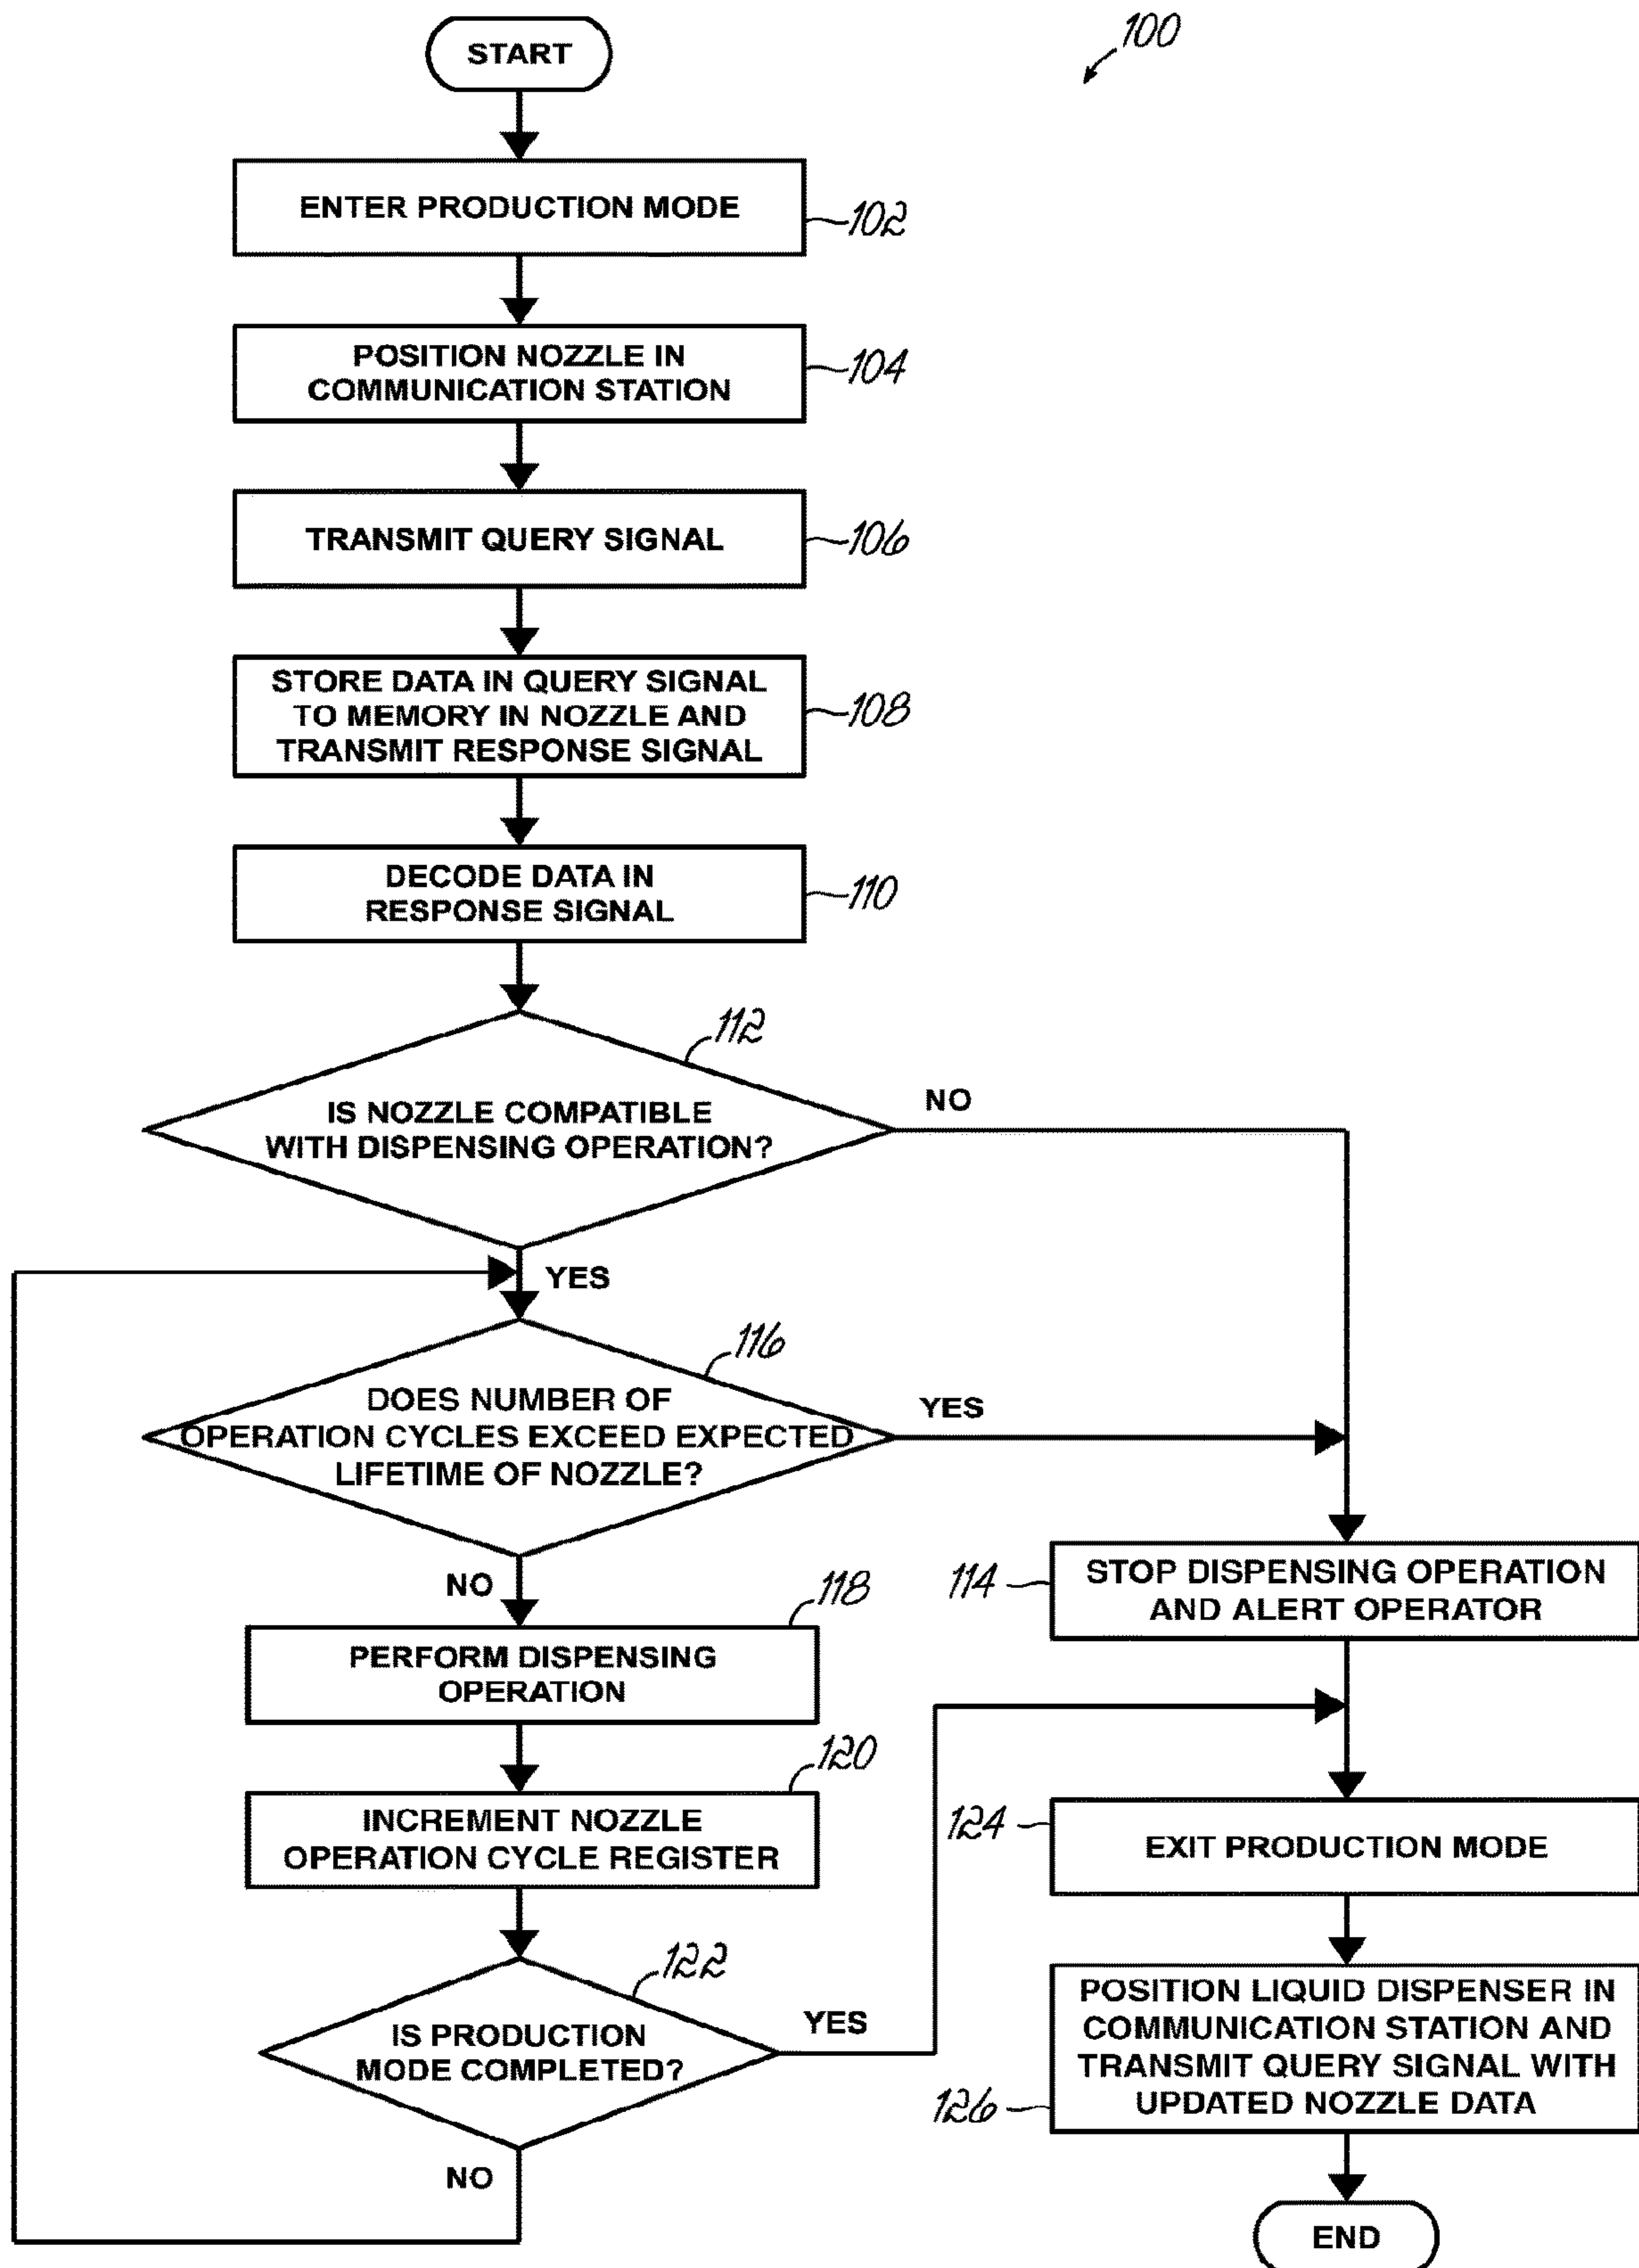 START
100
ENTER PRODUCTION MODE
102
POSITION NOZZLE IN
COMMUNICATION STATION
104
TRANSMIT QUERY SIGNAL
106
STORE DATA IN QUERY SIGNAL
TO MEMORY IN NOZZLE AND
TRANSMIT RESPONSE SIGNAL
108
DECODE DATA IN
RESPONSE SIGNAL
110
112
IS NOZZLE COMPATIBLE
WITH DISPENSING OPERATION?
NO
YES
116
DOES NUMBER OF
OPERATION CYCLES EXCEED EXPECTED
LIFETIME OF NOZZLE?
YES
NO
118
PERFORM DISPENSING
OPERATION
120
INCREMENT NOZZLE
OPERATION CYCLE REGISTER
122
IS PRODUCTION
MODE COMPLETED?
YES
NO
114
STOP DISPENSING OPERATION
AND ALERT OPERATOR
124
EXIT PRODUCTION MODE
POSITION LIQUID DISPENSER IN
COMMUNICATION STATION AND
TRANSMIT QUERY SIGNAL WITH
UPDATED NOZZLE DATA
126
END